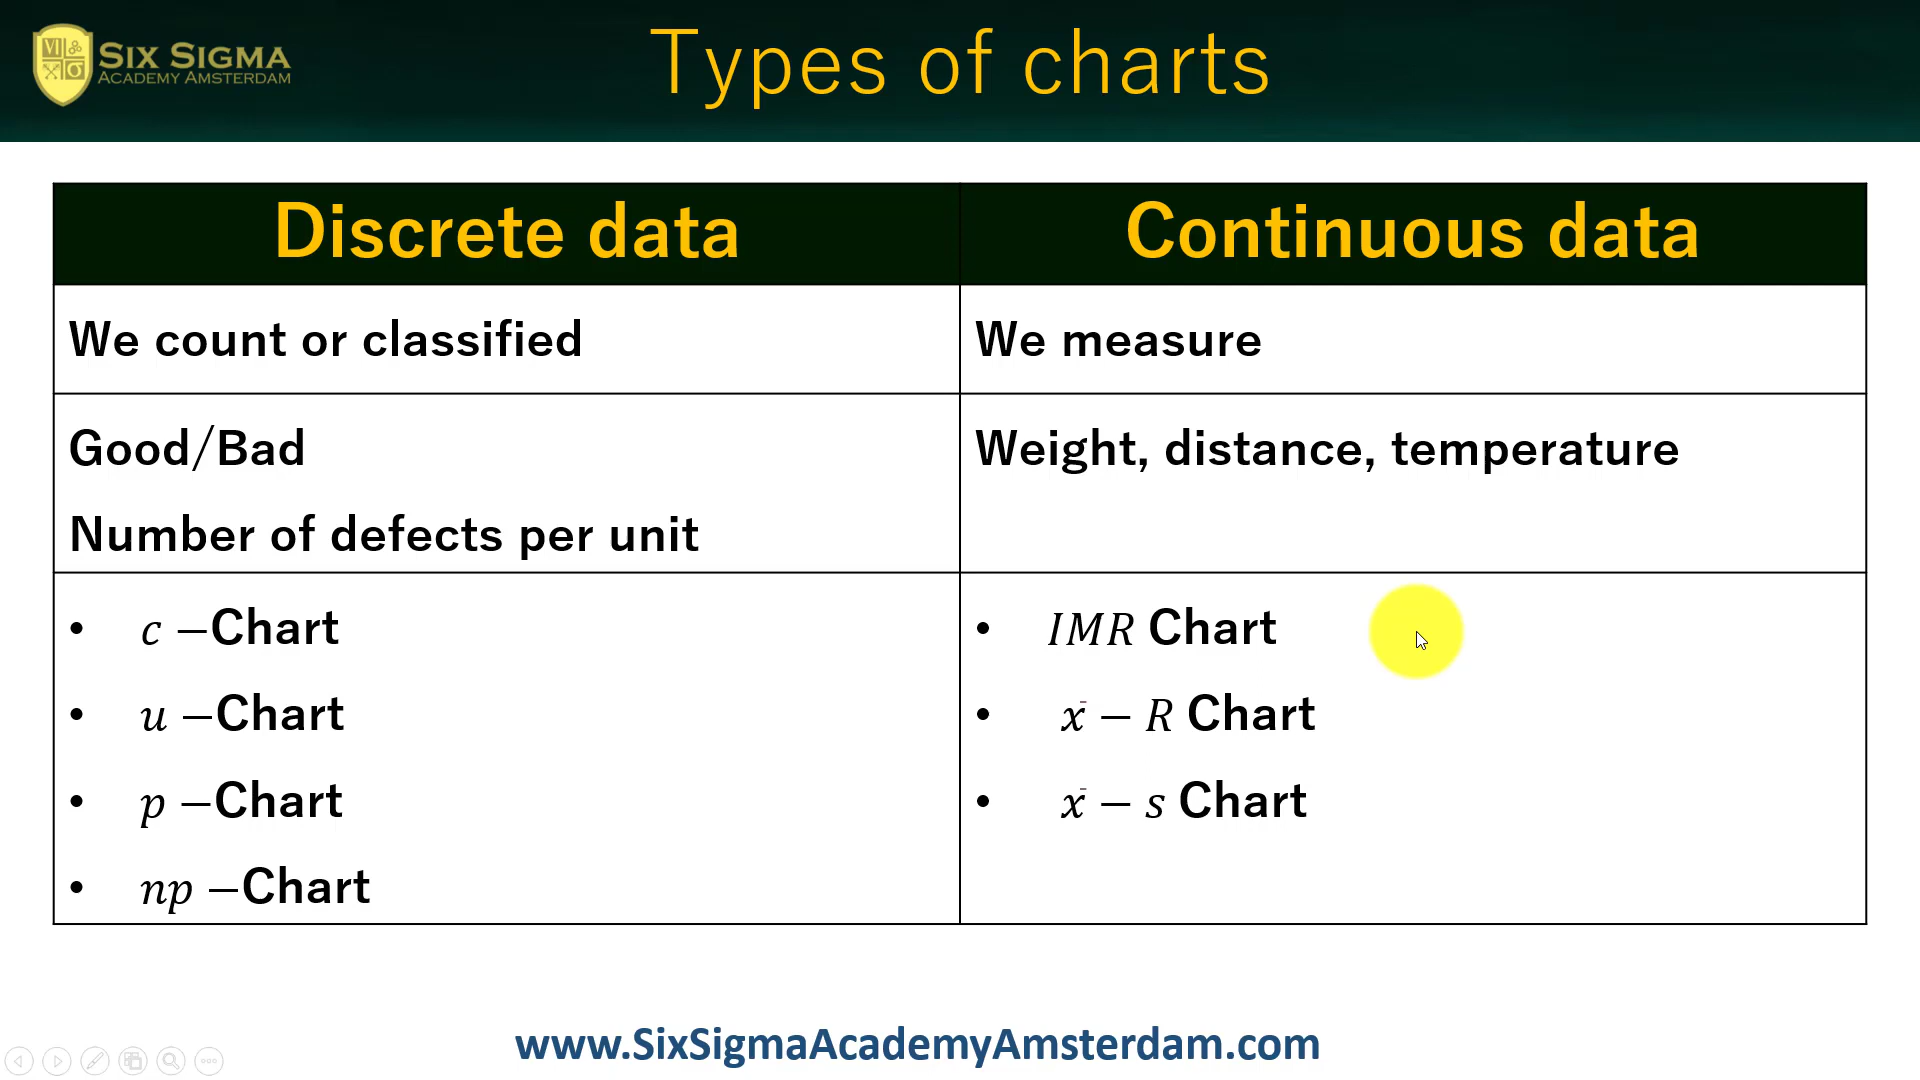 SIX SIGMA
ACADEMY AMSTERDAM
Types of charts
Discrete data
Continuous data
We count or classified
We measure
Good/Bad
Number of defects per unit
Weight, distance, temperature
• c −Chart
• u −Chart
• p −Chart
• np −Chart
• IMR Chart
• x̄ − R Chart
• x̄ − s Chart
www.SixSigmaAcademyAmsterdam.com